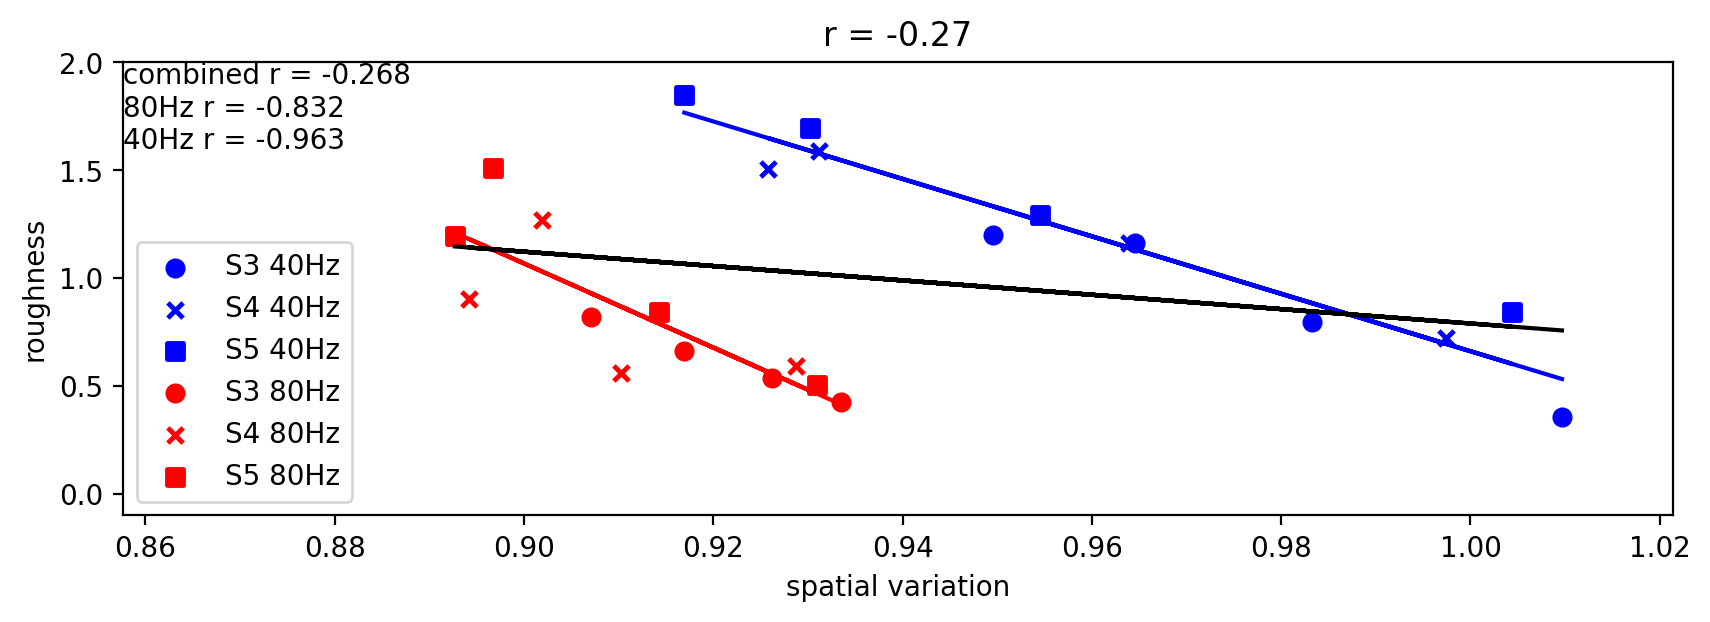 r = -0.27
combined r = -0.268
80Hz r = -0.832
40Hz r = -0.963
2.0
1.5
1.0
0.5
0.0
roughness
S3 40Hz
S4 40Hz
S5 40Hz
S3 80Hz
S4 80Hz
S5 80Hz
0.86 0.88 0.90 0.92 0.94 0.96 0.98 1.00 1.02
spatial variation